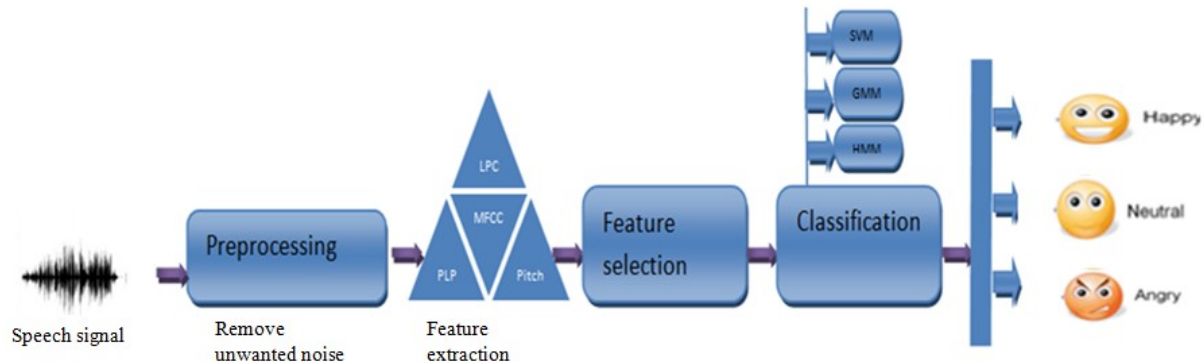 SVM
GMM
HMM
LPC
MFCC
PLP
Pitch
Preprocessing
Feature
selection
Classification
Happy
Neutral
Angry
Speech signal
Remove
unwanted noise
Feature
extraction